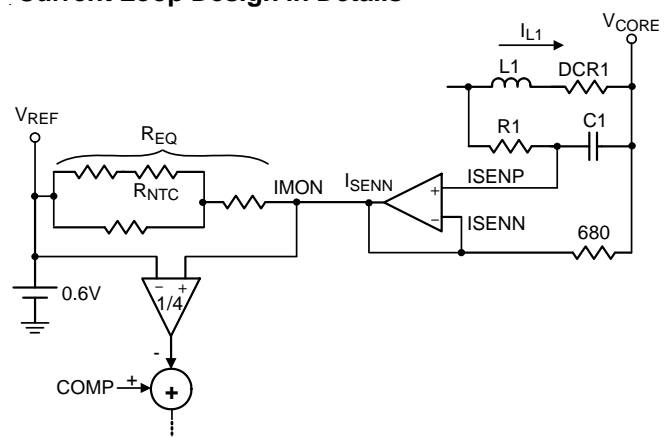 Current Loop Design in Details
I_L1
V_CORE
L1
DCR1
R1
C1
V_REF
R_EQ
R_NTC
IMON
I_SENN
ISENP
+
−
ISENN
680
0.6V
− +
1/4
-
COMP
+
+